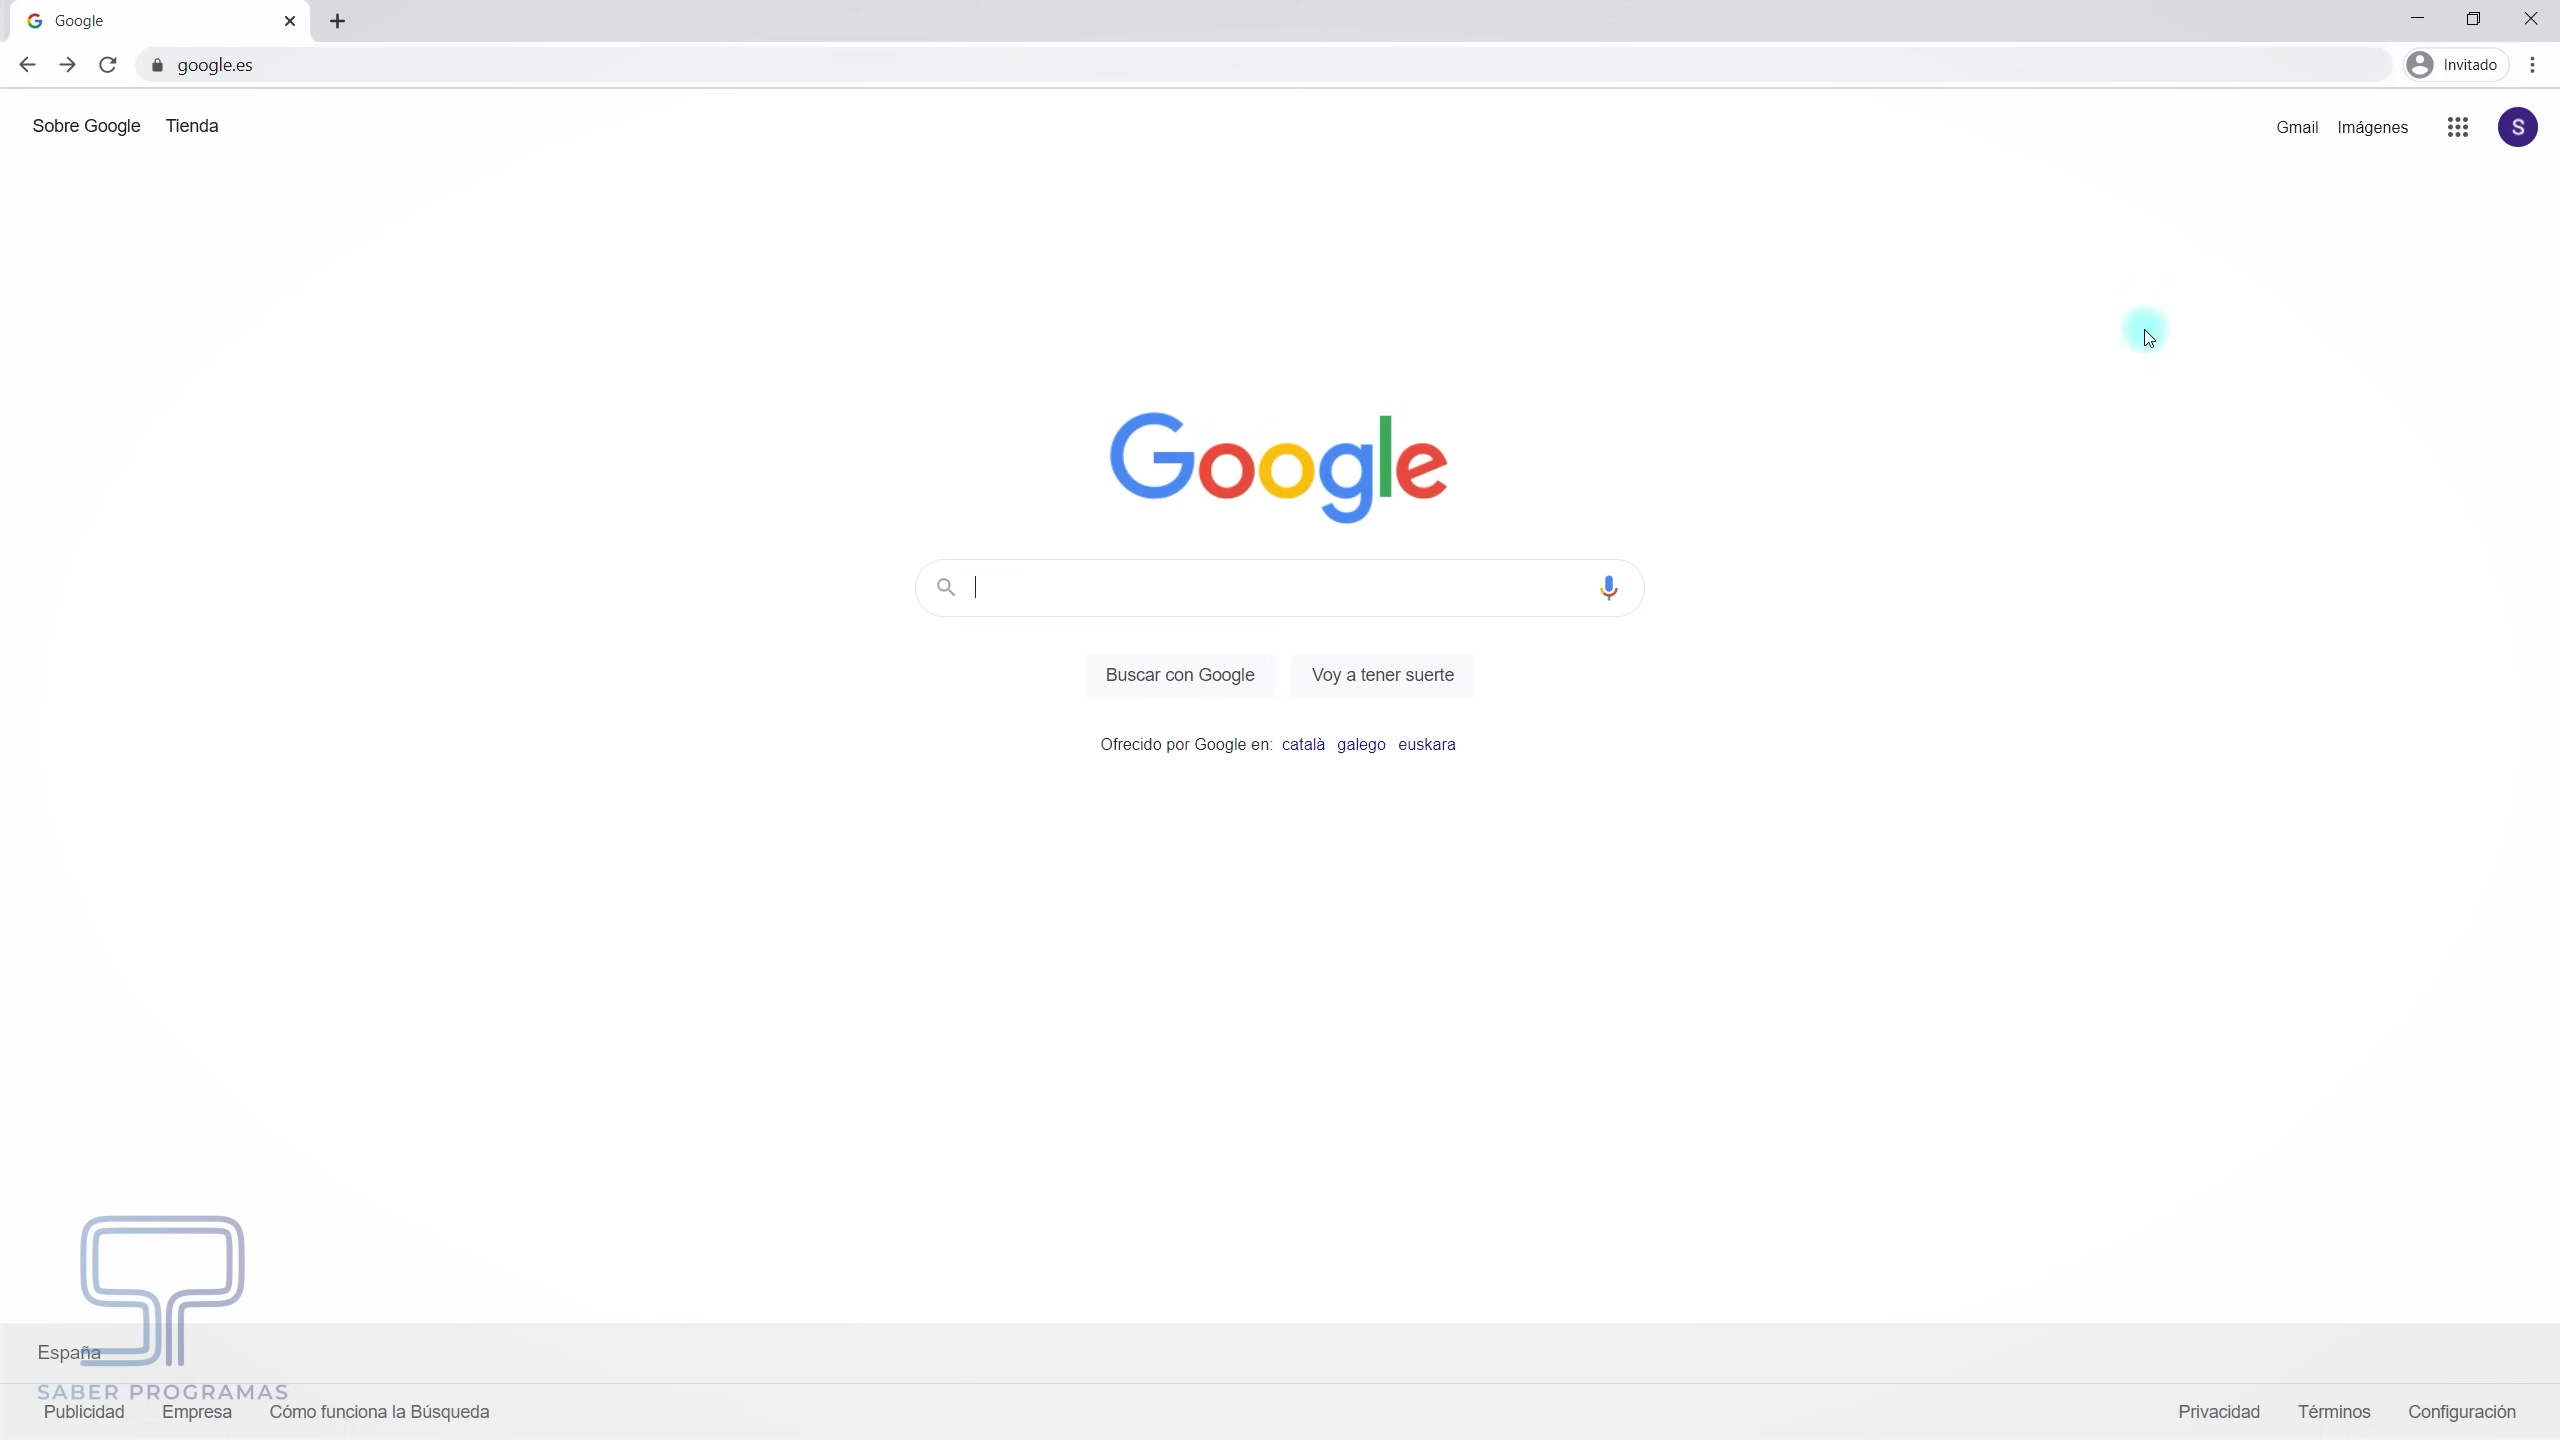 Google
google.es
Invitado
Sobre Google Tienda
Gmail Imágenes
S
Google
Buscar con Google Voy a tener suerte
Ofrecido por Google en: català galego euskara
España
SABER PROGRAMAS
Publicidad Empresa Cómo funciona la Búsqueda
Privacidad Términos Configuración